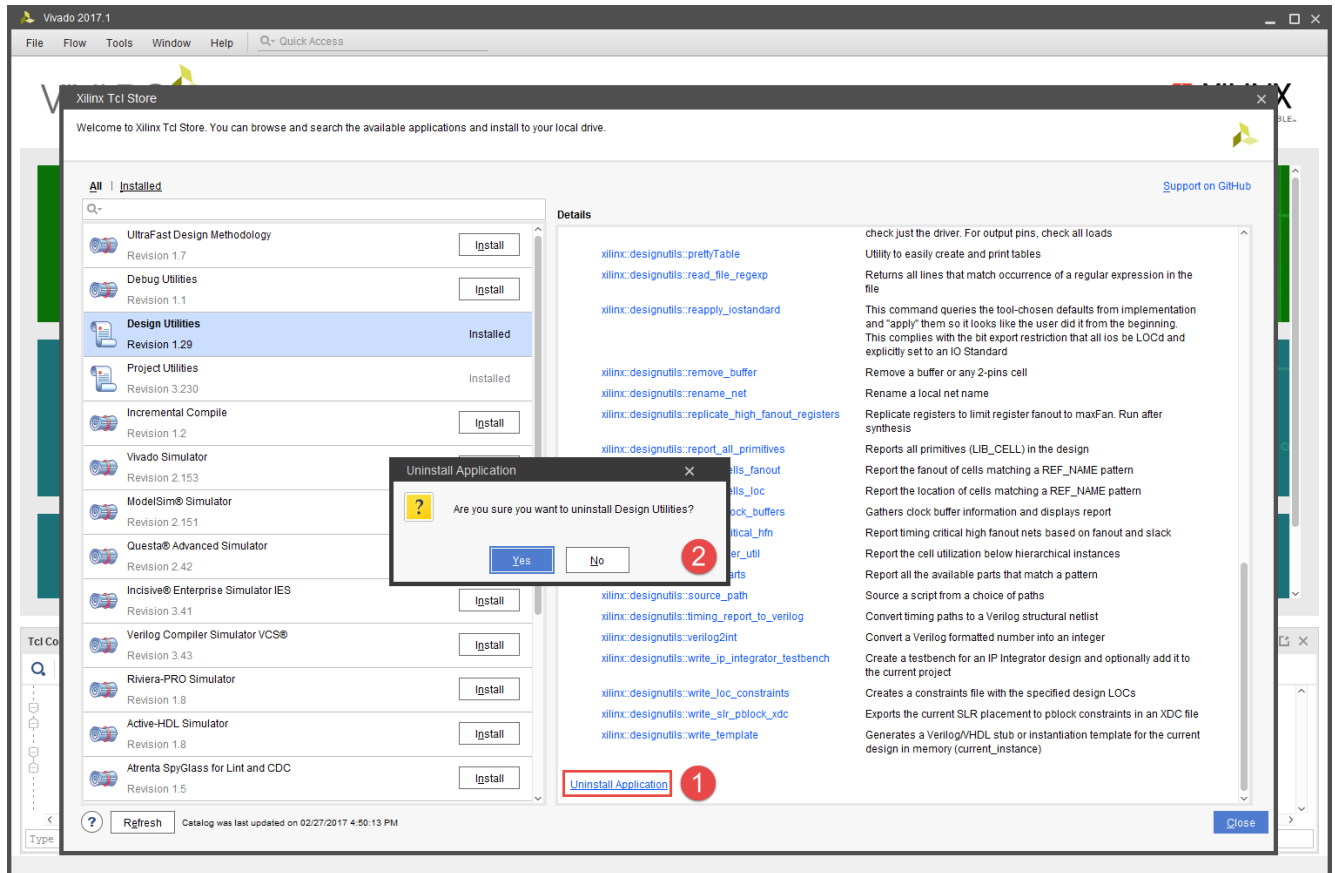 Vivado 2017.1
File Flow Tools Window Help Quick Access
Xilinx Tcl Store
Welcome to Xilinx Tcl Store. You can browse and search the available applications and install to your local drive.
All | Installed
Support on GitHub
UltraFast Design Methodology
Revision 1.7
Install
Debug Utilities
Revision 1.1
Install
Design Utilities
Revision 1.29
Installed
Project Utilities
Revision 3.230
Installed
Incremental Compile
Revision 1.2
Install
Vivado Simulator
Revision 2.153
ModelSim® Simulator
Revision 2.151
Questa® Advanced Simulator
Revision 2.42
Incisive® Enterprise Simulator IES
Revision 3.41
Install
Verilog Compiler Simulator VCS®
Revision 3.43
Install
Riviera-PRO Simulator
Revision 1.8
Install
Active-HDL Simulator
Revision 1.8
Install
Atrenta SpyGlass for Lint and CDC
Revision 1.5
Install
Details
check just the driver. For output pins, check all loads
xilinx::designutils::prettyTable Utility to easily create and print tables
xilinx::designutils::read_file_regexp Returns all lines that match occurrence of a regular expression in the
file
xilinx::designutils::reapply_iostandard This command queries the tool-chosen defaults from implementation
and "apply" them so it looks like the user did it from the beginning.
This complies with the bit export restriction that all ios be LOCd and
explicitly set to an IO Standard
xilinx::designutils::remove_buffer Remove a buffer or any 2-pins cell
xilinx::designutils::rename_net Rename a local net name
xilinx::designutils::replicate_high_fanout_registers Replicate registers to limit register fanout to maxFan. Run after
synthesis
xilinx::designutils::report_all_primitives Reports all primitives (LIB_CELL) in the design
ells_fanout Report the fanout of cells matching a REF_NAME pattern
ells_loc Report the location of cells matching a REF_NAME pattern
ock_buffers Gathers clock buffer information and displays report
itical_hfn Report timing critical high fanout nets based on fanout and slack
er_util Report the cell utilization below hierarchical instances
arts Report all the available parts that match a pattern
xilinx::designutils::source_path Source a script from a choice of paths
xilinx::designutils::timing_report_to_verilog Convert timing paths to a Verilog structural netlist
xilinx::designutils::verilog2int Convert a Verilog formatted number into an integer
xilinx::designutils::write_ip_integrator_testbench Create a testbench for an IP Integrator design and optionally add it to
the current project
xilinx::designutils::write_loc_constraints Creates a constraints file with the specified design LOCs
xilinx::designutils::write_slr_pblock_xdc Exports the current SLR placement to pblock constraints in an XDC file
xilinx::designutils::write_template Generates a Verilog/VHDL stub or instantiation template for the current
design in memory (current_instance)
Uninstall Application 1
Uninstall Application
? Are you sure you want to uninstall Design Utilities?
Yes No 2
Tcl Co
Type
? Refresh Catalog was last updated on 02/27/2017 4:50:13 PM
Close